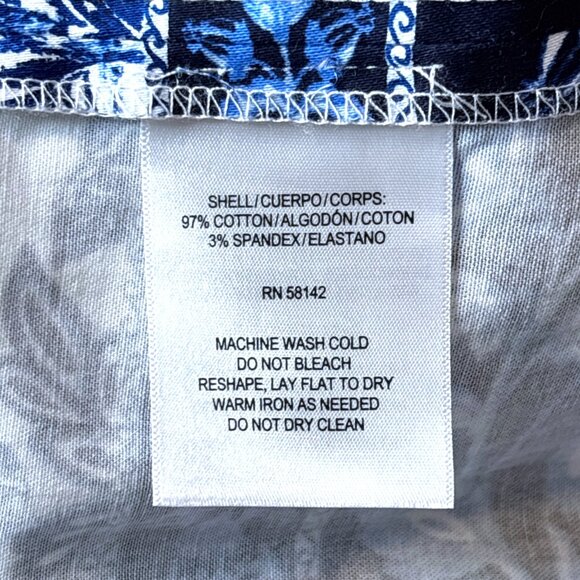 SHELL/CUERPO/CORPS:
97% COTTON/ALGODÓN/COTON
3% SPANDEX/ELASTANO
RN 58142
MACHINE WASH COLD
DO NOT BLEACH
RESHAPE, LAY FLAT TO DRY
WARM IRON AS NEEDED
DO NOT DRY CLEAN